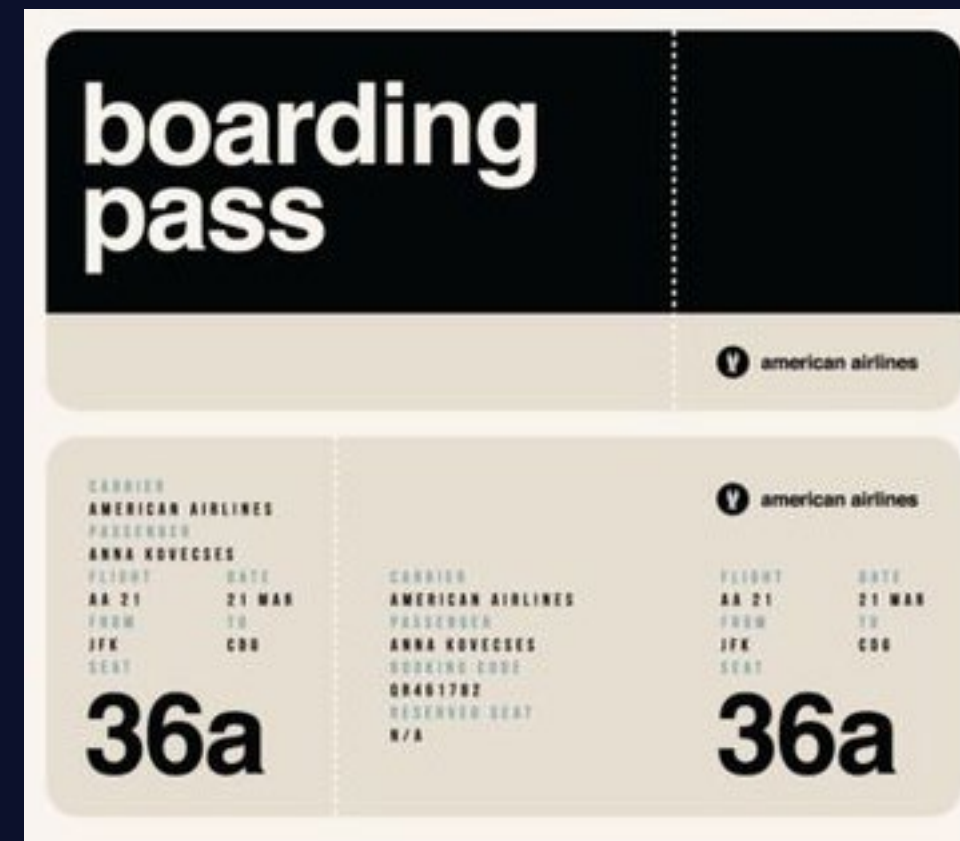 boarding
pass
american airlines
american airlines
CARRIER
AMERICAN AIRLINES
PASSENGER
ANNA KOVECSES
FLIGHT DATE
AA 21 21 MAR
FROM TO
JFK CDG
SEAT
36a
CARRIER
AMERICAN AIRLINES
PASSENGER
ANNA KOVECSES
BOOKING CODE
QR461782
RESERVED SEAT
N/A
FLIGHT DATE
AA 21 21 MAR
FROM TO
JFK CDG
SEAT
36a